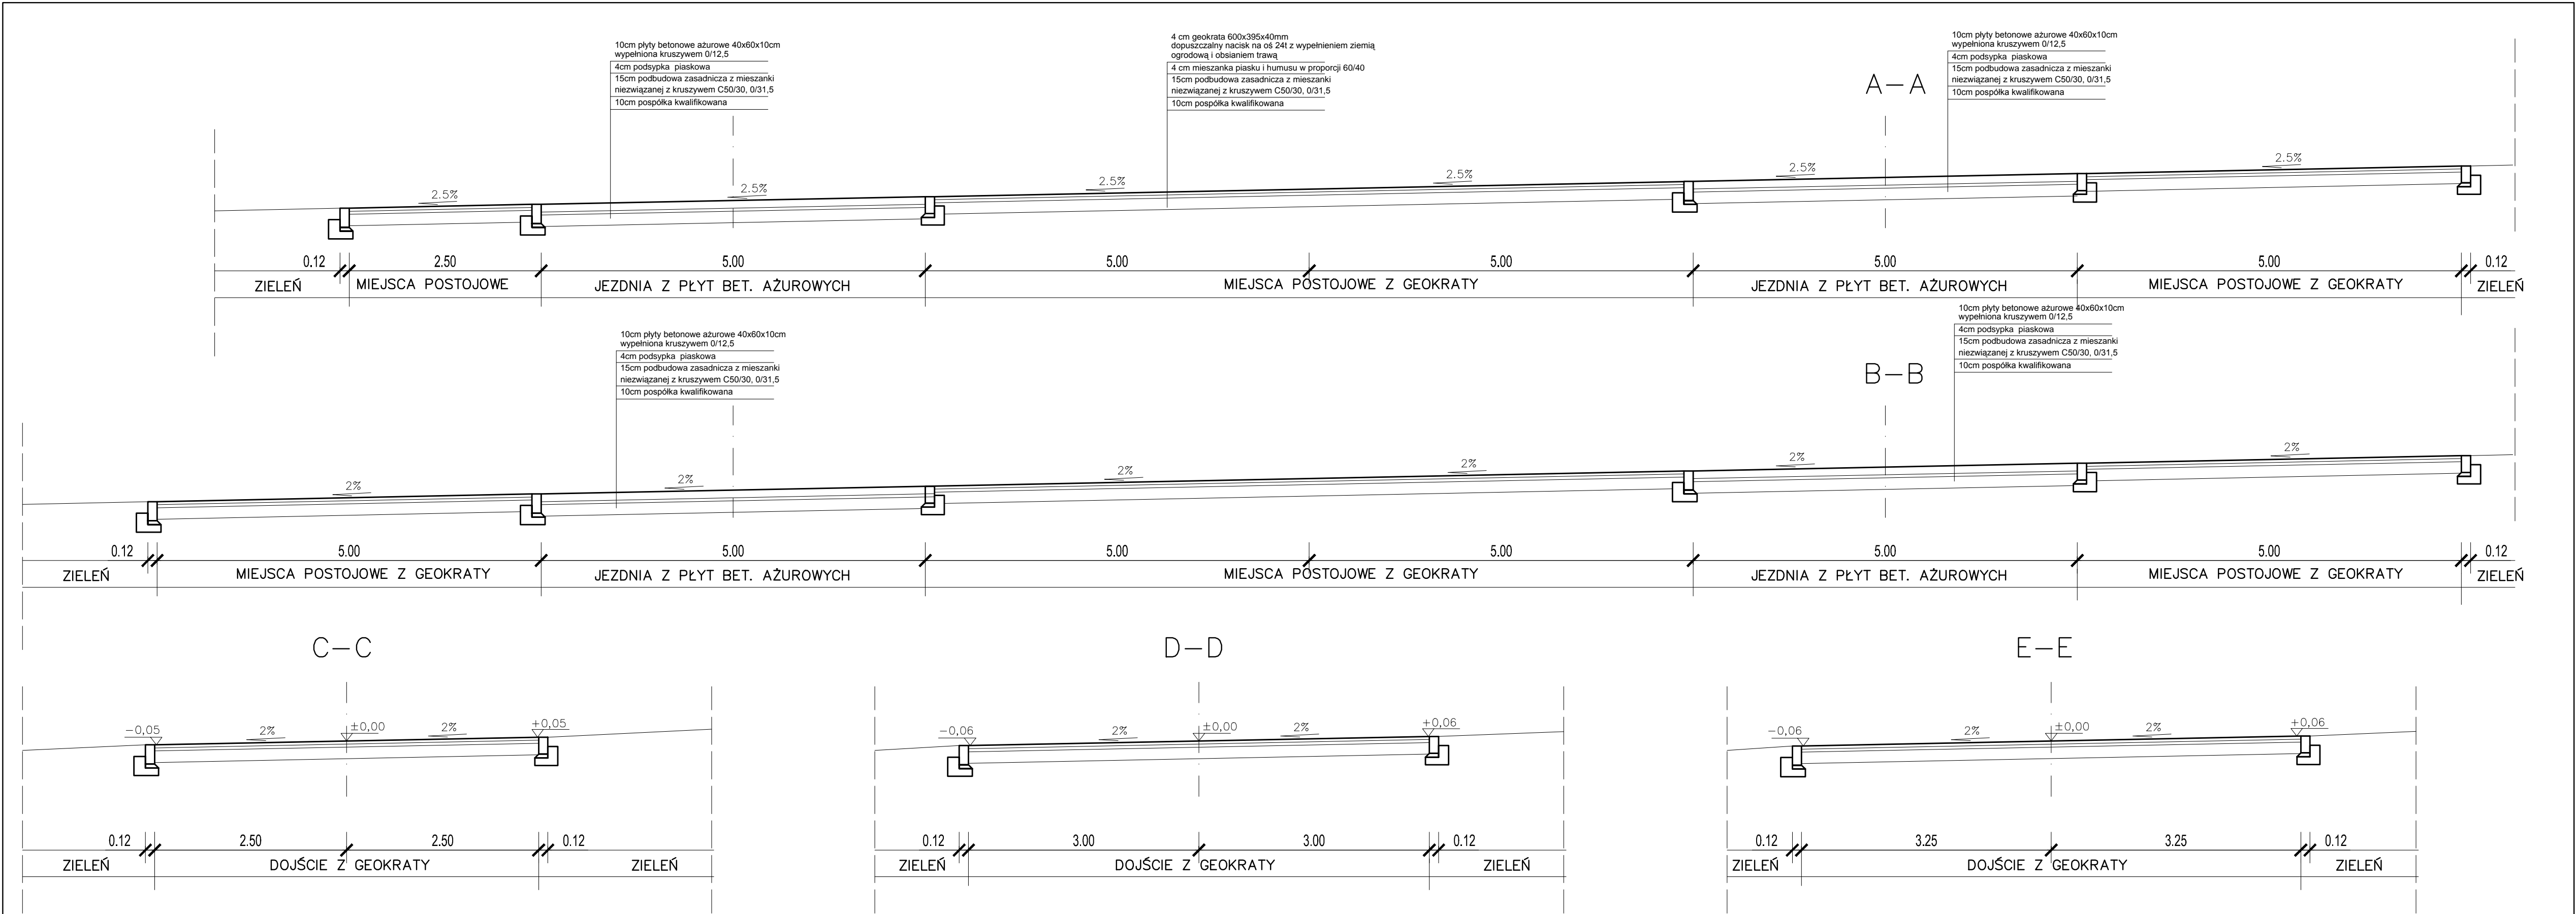 10cm płyty betonowe ażurowe 40x60x10cm
wypełniona kruszywem 0/12,5
4cm podsypka piaskowa
15cm podbudowa zasadnicza z mieszanki
niezwiązanej z kruszywem C50/30, 0/31,5
10cm pospółka kwalifikowana
4 cm geokrata 600x395x40mm
dopuszczalny nacisk na oś 24t z wypełnieniem ziemią
ogrodową i obsianiem trawą
4 cm mieszanka piasku i humusu w proporcji 60/40
15cm podbudowa zasadnicza z mieszanki
niezwiązanej z kruszywem C50/30, 0/31,5
10cm pospółka kwalifikowana
A-A
10cm płyty betonowe ażurowe 40x60x10cm
wypełniona kruszywem 0/12,5
4cm podsypka piaskowa
15cm podbudowa zasadnicza z mieszanki
niezwiązanej z kruszywem C50/30, 0/31,5
10cm pospółka kwalifikowana
2.5% 2.5% 2.5% 2.5% 2.5% 2.5%
0.12 2.50 5.00 5.00 5.00 5.00 5.00 0.12
ZIELEŃ MIEJSCA POSTOJOWE JEZDNIA Z PŁYT BET. AŻUROWYCH MIEJSCA POSTOJOWE Z GEOKRATY JEZDNIA Z PŁYT BET. AŻUROWYCH MIEJSCA POSTOJOWE Z GEOKRATY ZIELEŃ
10cm płyty betonowe ażurowe 40x60x10cm
wypełniona kruszywem 0/12,5
4cm podsypka piaskowa
15cm podbudowa zasadnicza z mieszanki
niezwiązanej z kruszywem C50/30, 0/31,5
10cm pospółka kwalifikowana
B-B
10cm płyty betonowe ażurowe 40x60x10cm
wypełniona kruszywem 0/12,5
4cm podsypka piaskowa
15cm podbudowa zasadnicza z mieszanki
niezwiązanej z kruszywem C50/30, 0/31,5
10cm pospółka kwalifikowana
2% 2% 2% 2% 2% 2%
0.12 5.00 5.00 5.00 5.00 5.00 5.00 0.12
ZIELEŃ MIEJSCA POSTOJOWE Z GEOKRATY JEZDNIA Z PŁYT BET. AŻUROWYCH MIEJSCA POSTOJOWE Z GEOKRATY JEZDNIA Z PŁYT BET. AŻUROWYCH MIEJSCA POSTOJOWE Z GEOKRATY ZIELEŃ
C-C
-0,05 2% ±0,00 2% +0,05
0.12 2.50 2.50 0.12
ZIELEŃ DOJŚCIE Z GEOKRATY ZIELEŃ
D-D
-0,06 2% ±0,00 2% +0,06
0.12 3.00 3.00 0.12
ZIELEŃ DOJŚCIE Z GEOKRATY ZIELEŃ
E-E
-0,06 2% ±0,00 2% +0,06
0.12 3.25 3.25 0.12
ZIELEŃ DOJŚCIE Z GEOKRATY ZIELEŃ